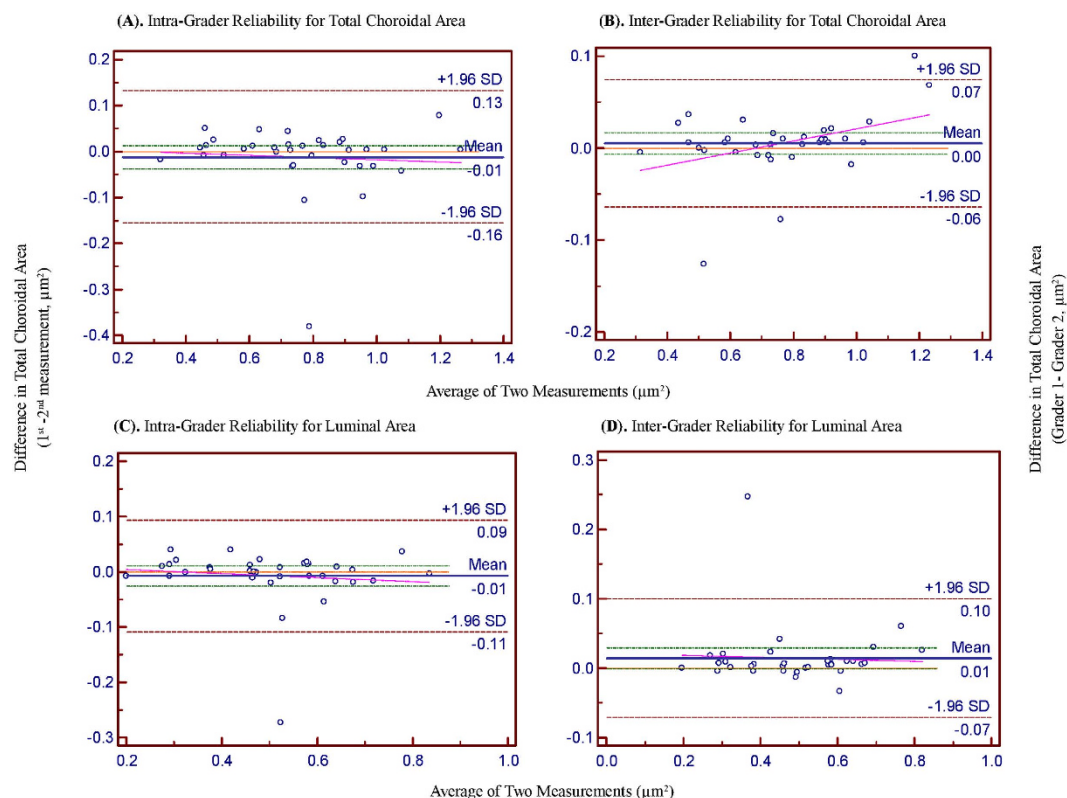 (A). Intra-Grader Reliability for Total Choroidal Area
0.2
0.1
0.0
-0.1
-0.2
-0.3
-0.4
+1.96 SD
0.13
Mean
-0.01
-1.96 SD
-0.16
0.2 0.4 0.6 0.8 1.0 1.2 1.4
(B). Inter-Grader Reliability for Total Choroidal Area
0.1
0.0
-0.1
-0.2
+1.96 SD
0.07
Mean
0.00
-1.96 SD
-0.06
0.2 0.4 0.6 0.8 1.0 1.2 1.4
Average of Two Measurements (µm²)
Difference in Total Choroidal Area
(1st -2nd measurement, µm²)
Difference in Total Choroidal Area
(Grader 1- Grader 2, µm²)
(C). Intra-Grader Reliability for Luminal Area
0.2
0.1
0.0
-0.1
-0.2
-0.3
+1.96 SD
0.09
Mean
-0.01
-1.96 SD
-0.11
0.2 0.4 0.6 0.8 1.0
(D). Inter-Grader Reliability for Luminal Area
0.3
0.2
0.1
0.0
-0.1
+1.96 SD
0.10
Mean
0.01
-1.96 SD
-0.07
0.0 0.2 0.4 0.6 0.8 1.0
Average of Two Measurements (µm²)